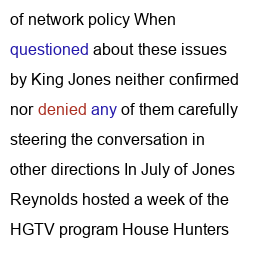 of network policy When
questioned about these issues
by King Jones neither confirmed
nor denied any of them carefully
steering the conversation in
other directions In July of Jones
Reynolds hosted a week of the
HGTV program House Hunters